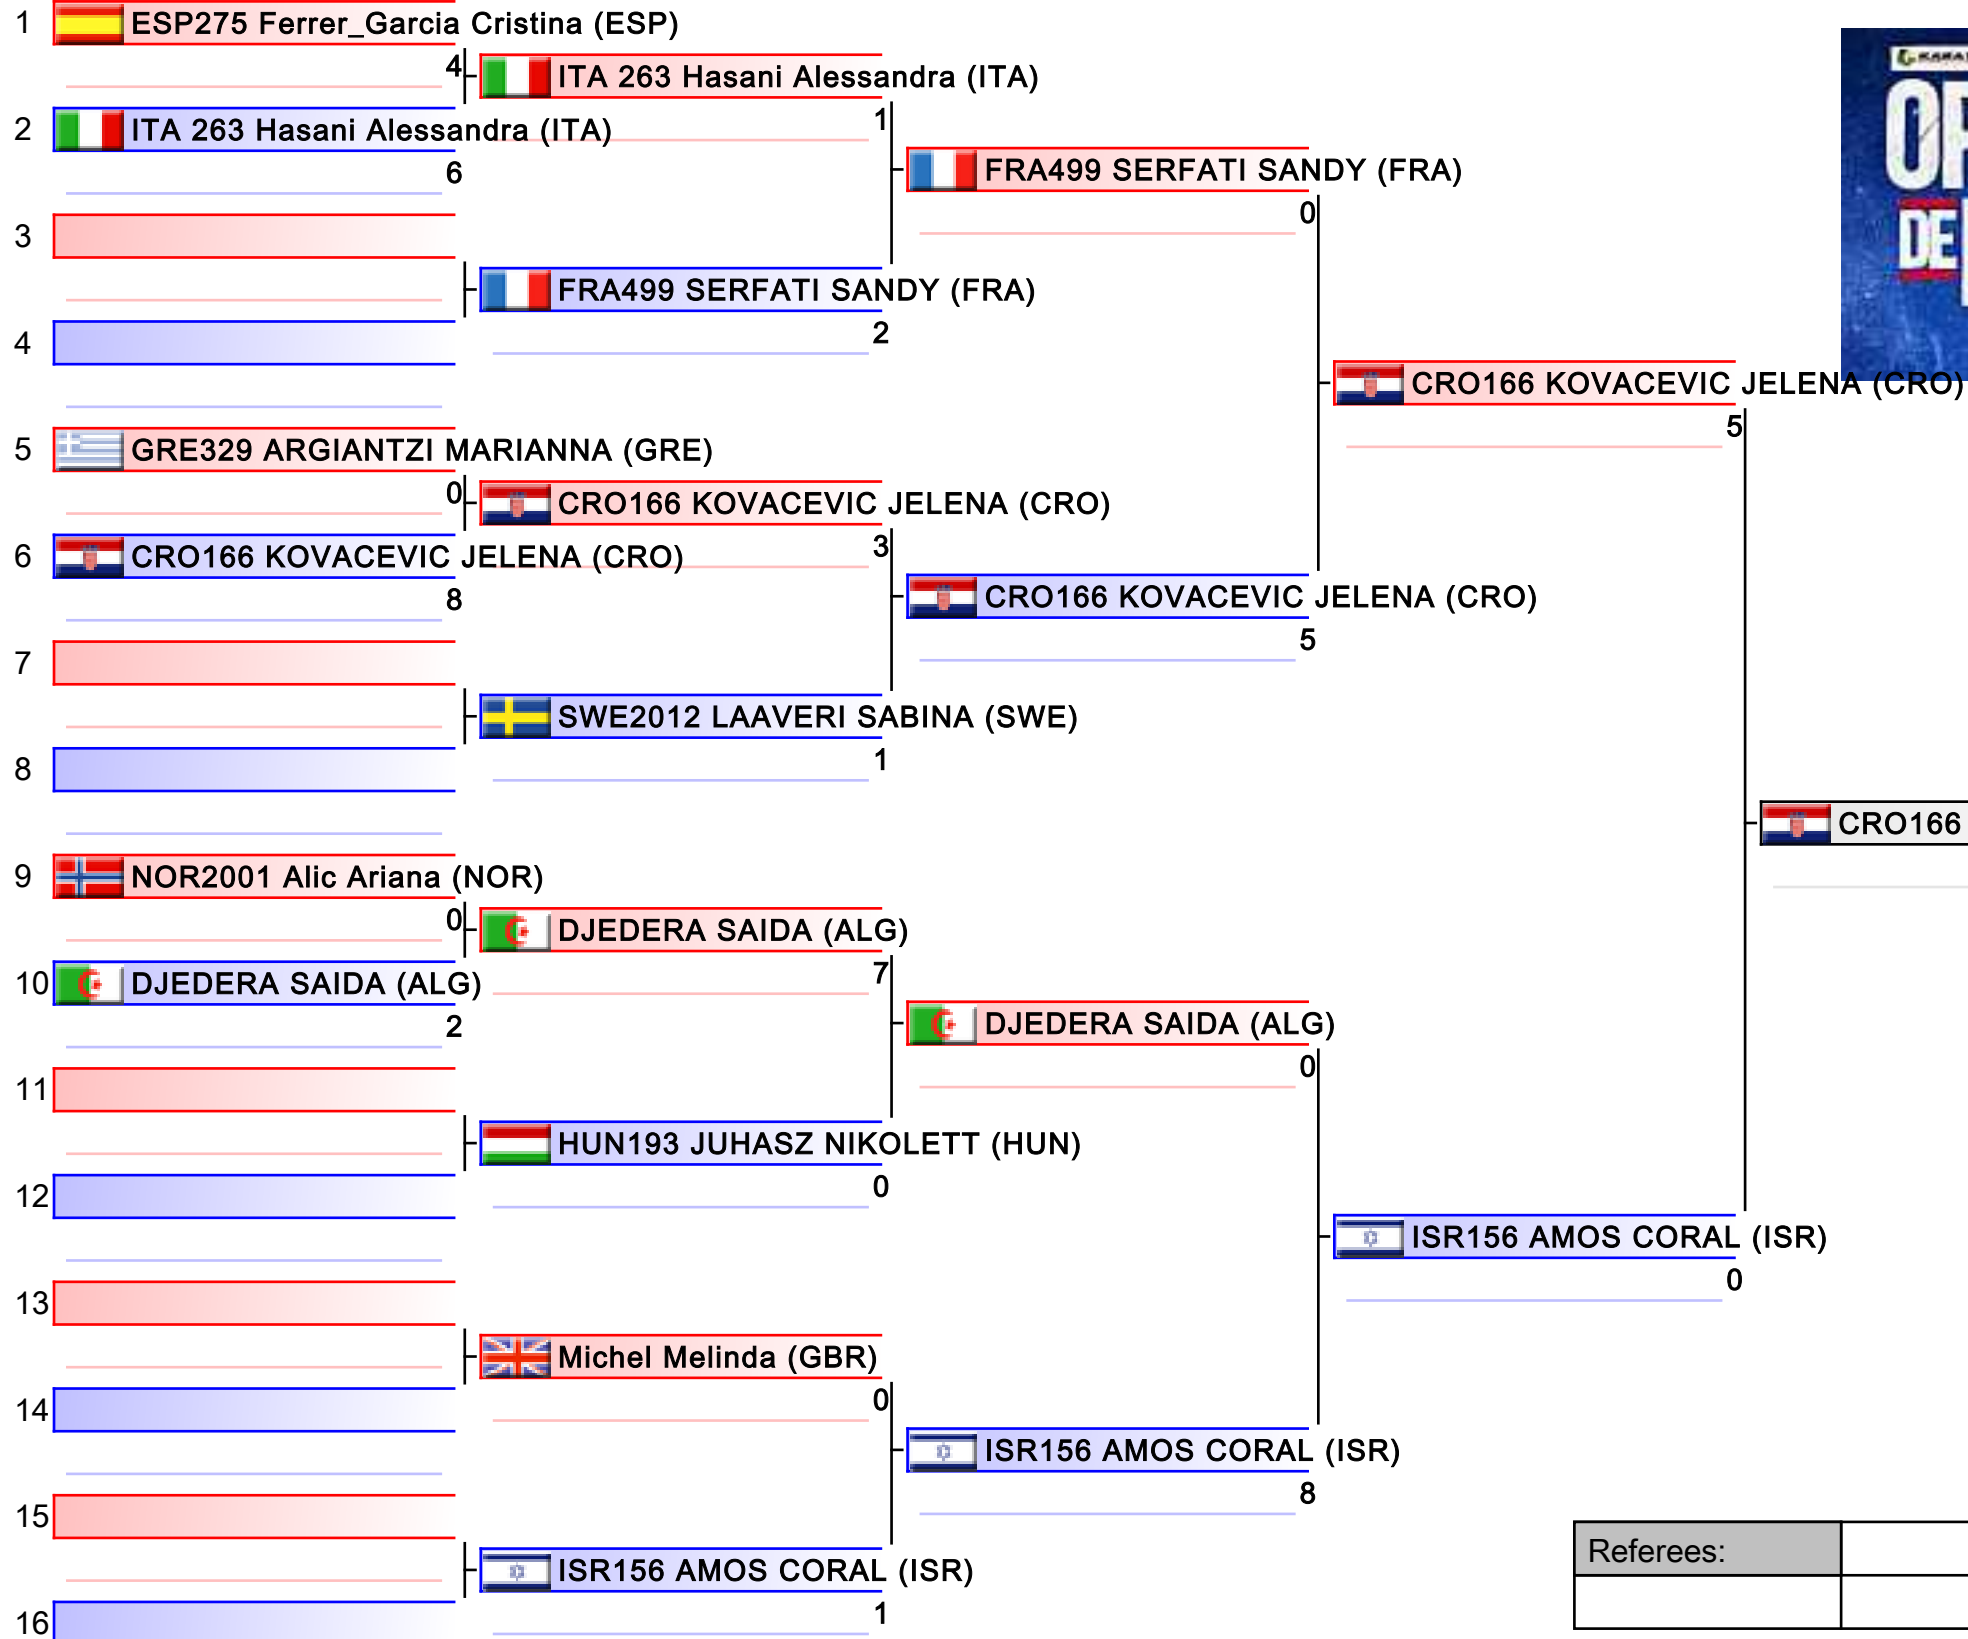 1 ESP275 Ferrer_Garcia Cristina (ESP)
4
ITA 263 Hasani Alessandra (ITA)
1
2 ITA 263 Hasani Alessandra (ITA)
6
FRA499 SERFATI SANDY (FRA)
0
3
FRA499 SERFATI SANDY (FRA)
2
4
OP
DE
CRO166 KOVACEVIC JELENA (CRO)
5
5 GRE329 ARGIANTZI MARIANNA (GRE)
0
CRO166 KOVACEVIC JELENA (CRO)
3
6 CRO166 KOVACEVIC JELENA (CRO)
8
CRO166 KOVACEVIC JELENA (CRO)
5
7
SWE2012 LAAVERI SABINA (SWE)
1
8
CRO166
9 NOR2001 Alic Ariana (NOR)
0
DJEDERA SAIDA (ALG)
7
10 DJEDERA SAIDA (ALG)
2
DJEDERA SAIDA (ALG)
0
11
HUN193 JUHASZ NIKOLETT (HUN)
0
12
ISR156 AMOS CORAL (ISR)
0
13
Michel Melinda (GBR)
0
14
ISR156 AMOS CORAL (ISR)
8
15
ISR156 AMOS CORAL (ISR)
1
16
Referees: